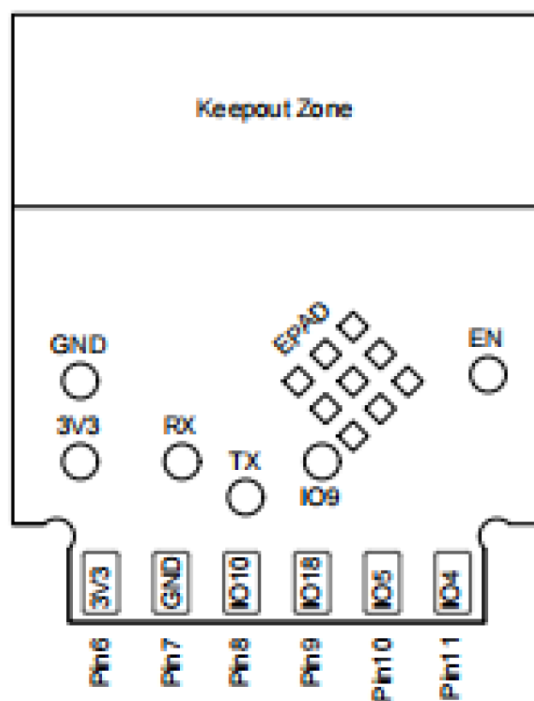 Keepout Zone
EPAD
GND
EN
3V3
RX
TX
IO9
3V3
GND
IO10
IO18
IO5
IO4
Pin6
Pin7
Pin8
Pin9
Pin10
Pin11